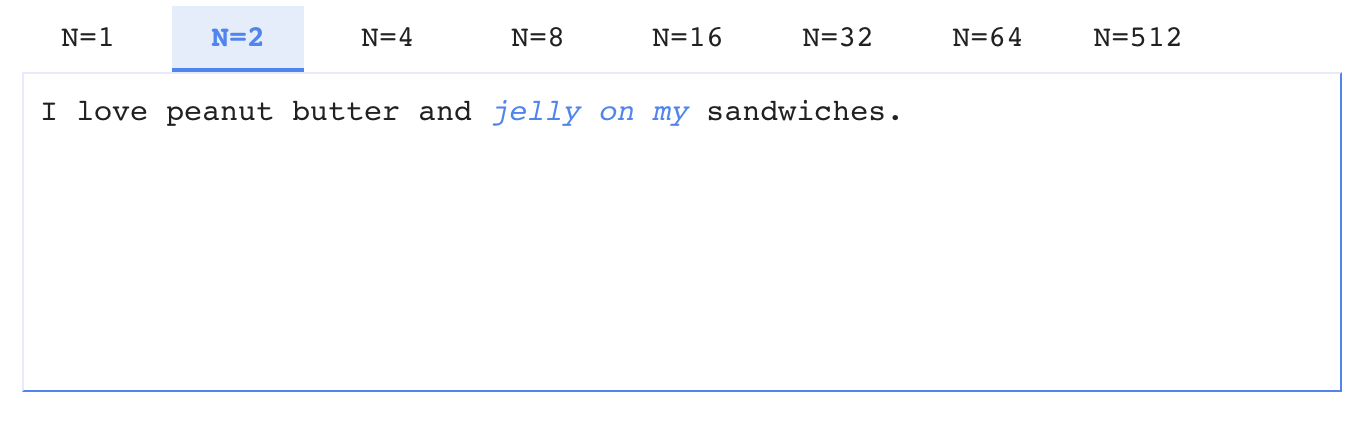 N=1 N=2 N=4 N=8 N=16 N=32 N=64 N=512
I love peanut butter and jelly on my sandwiches.